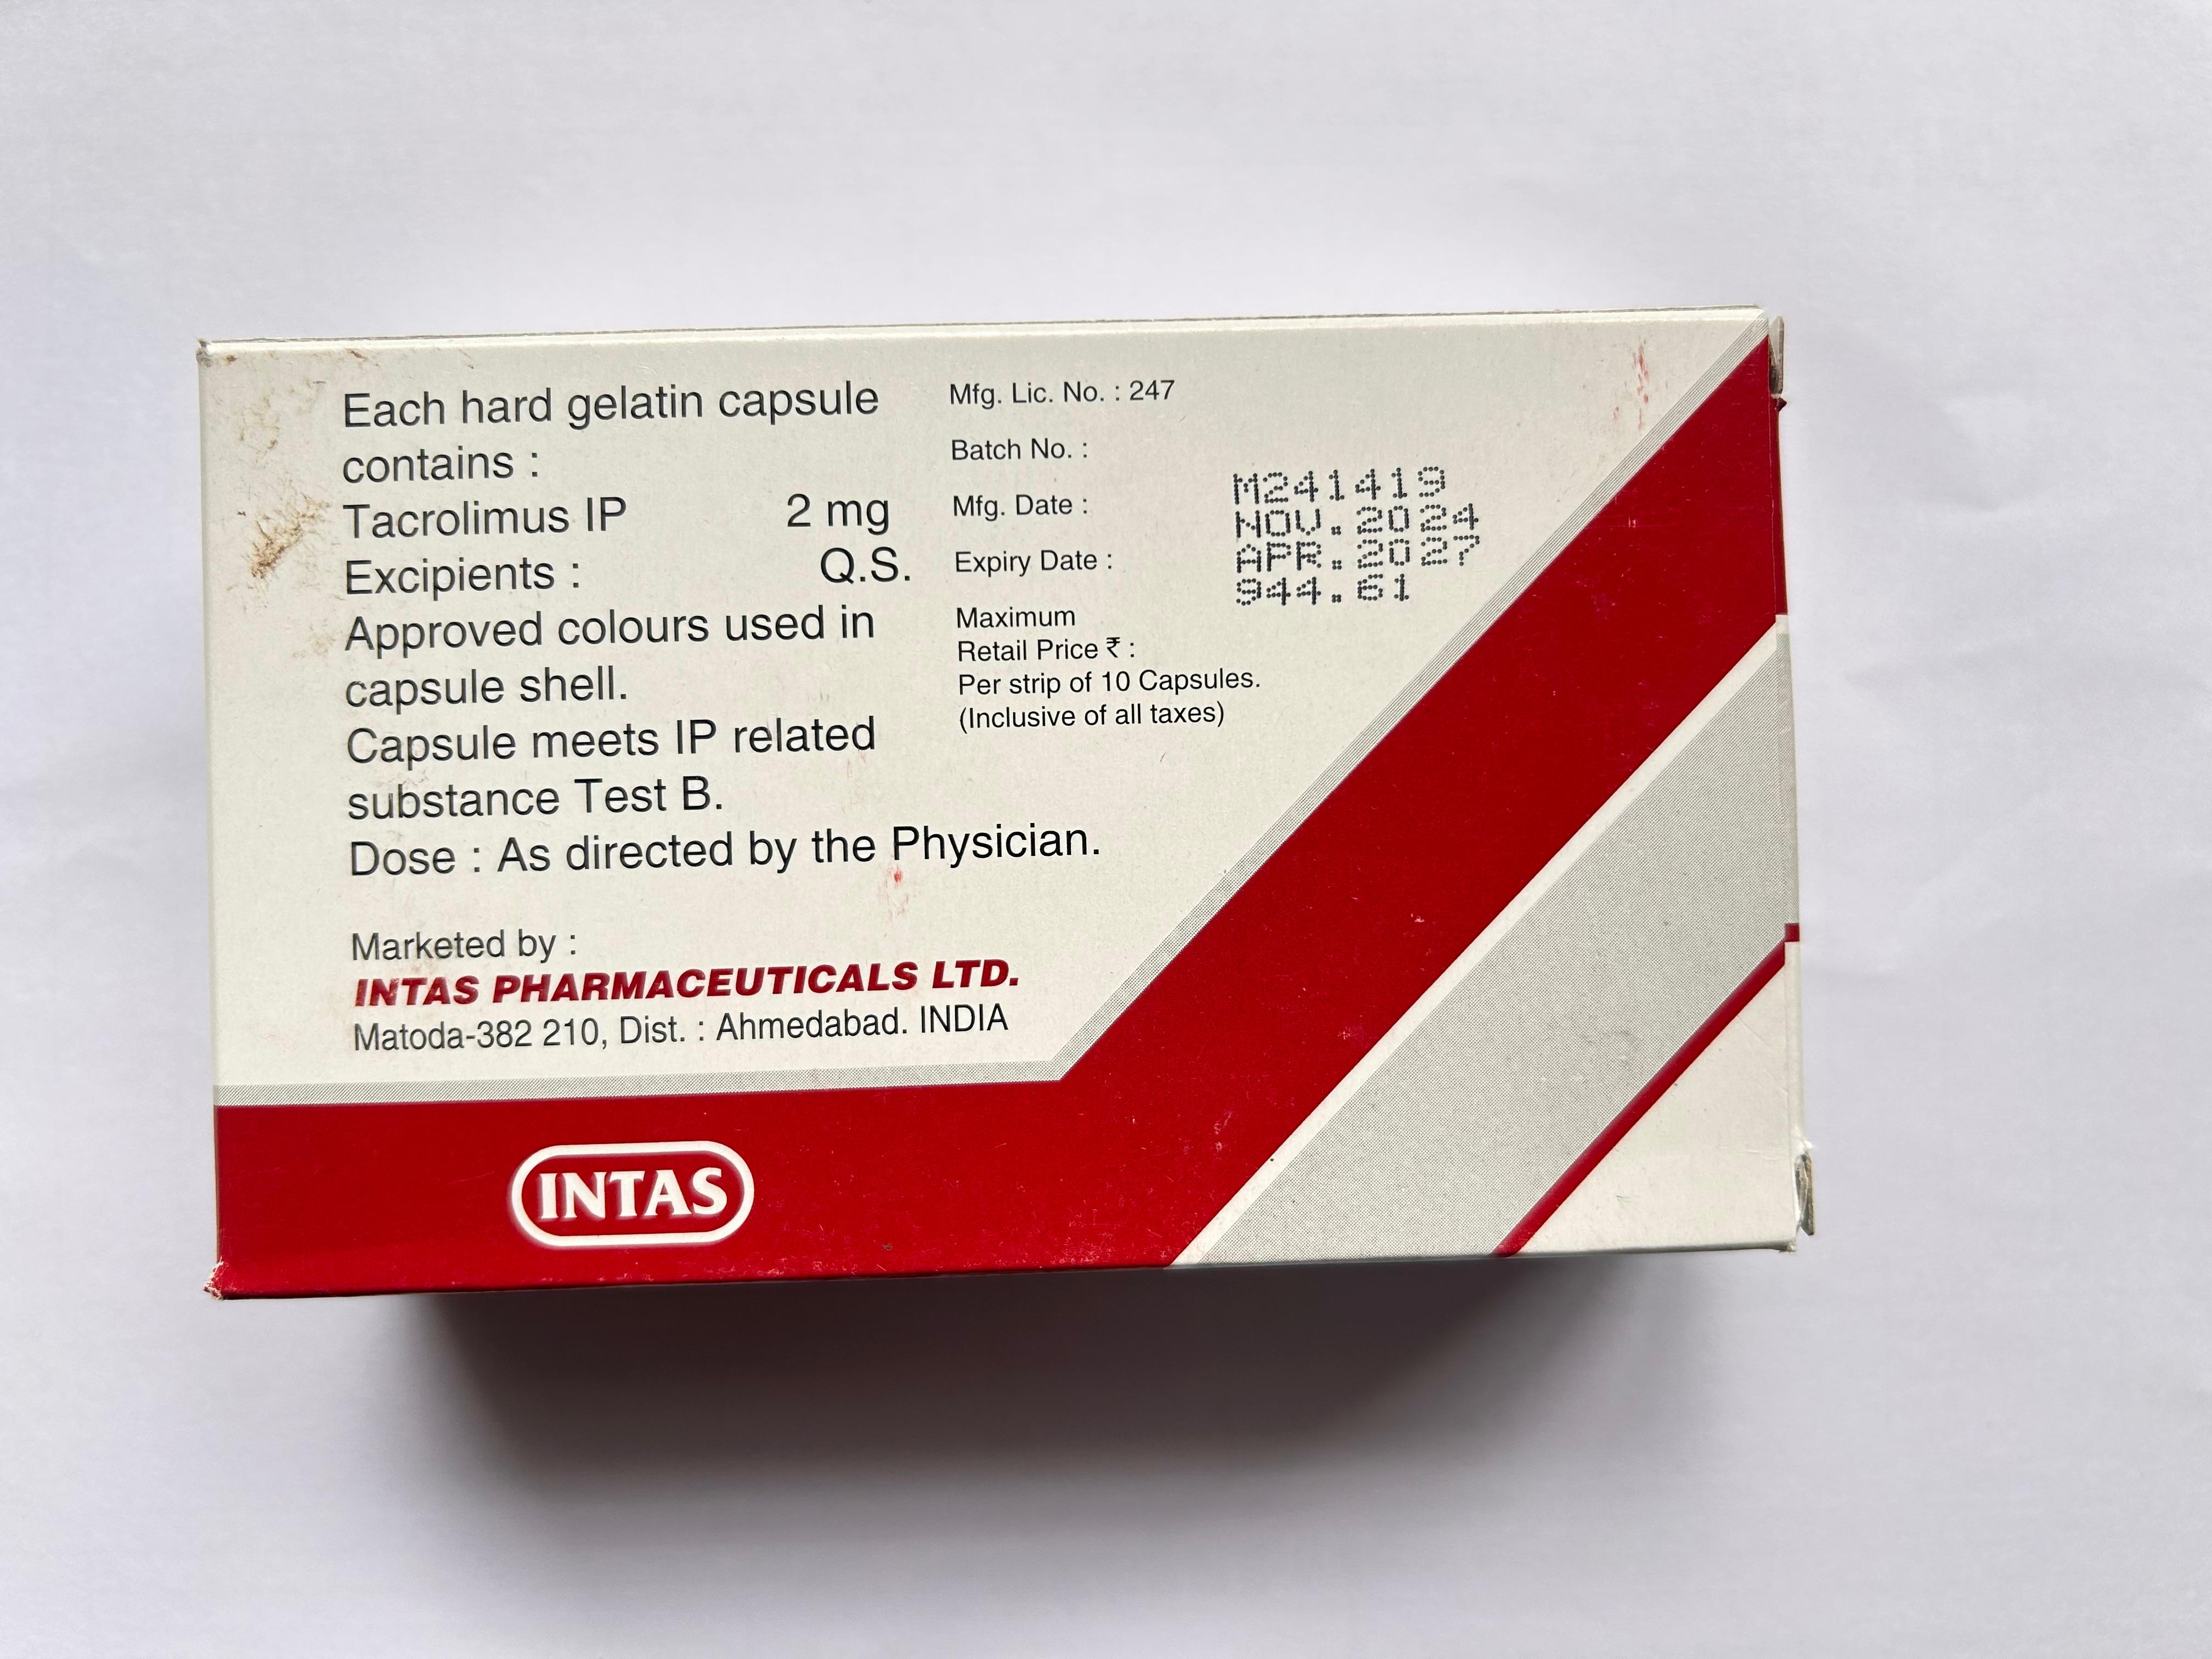 Each hard gelatin capsule
contains :
Tacrolimus IP 2 mg
Excipients : Q.S.
Approved colours used in
capsule shell.
Capsule meets IP related
substance Test B.
Dose : As directed by the Physician.
Marketed by :
INTAS PHARMACEUTICALS LTD.
Matoda-382 210, Dist. : Ahmedabad. INDIA
Mfg. Lic. No. : 247
Batch No. :
Mfg. Date :
Expiry Date :
Maximum
Retail Price ₹ :
Per strip of 10 Capsules.
(Inclusive of all taxes)
M241419
NOV.2024
APR.2027
944.61
INTAS